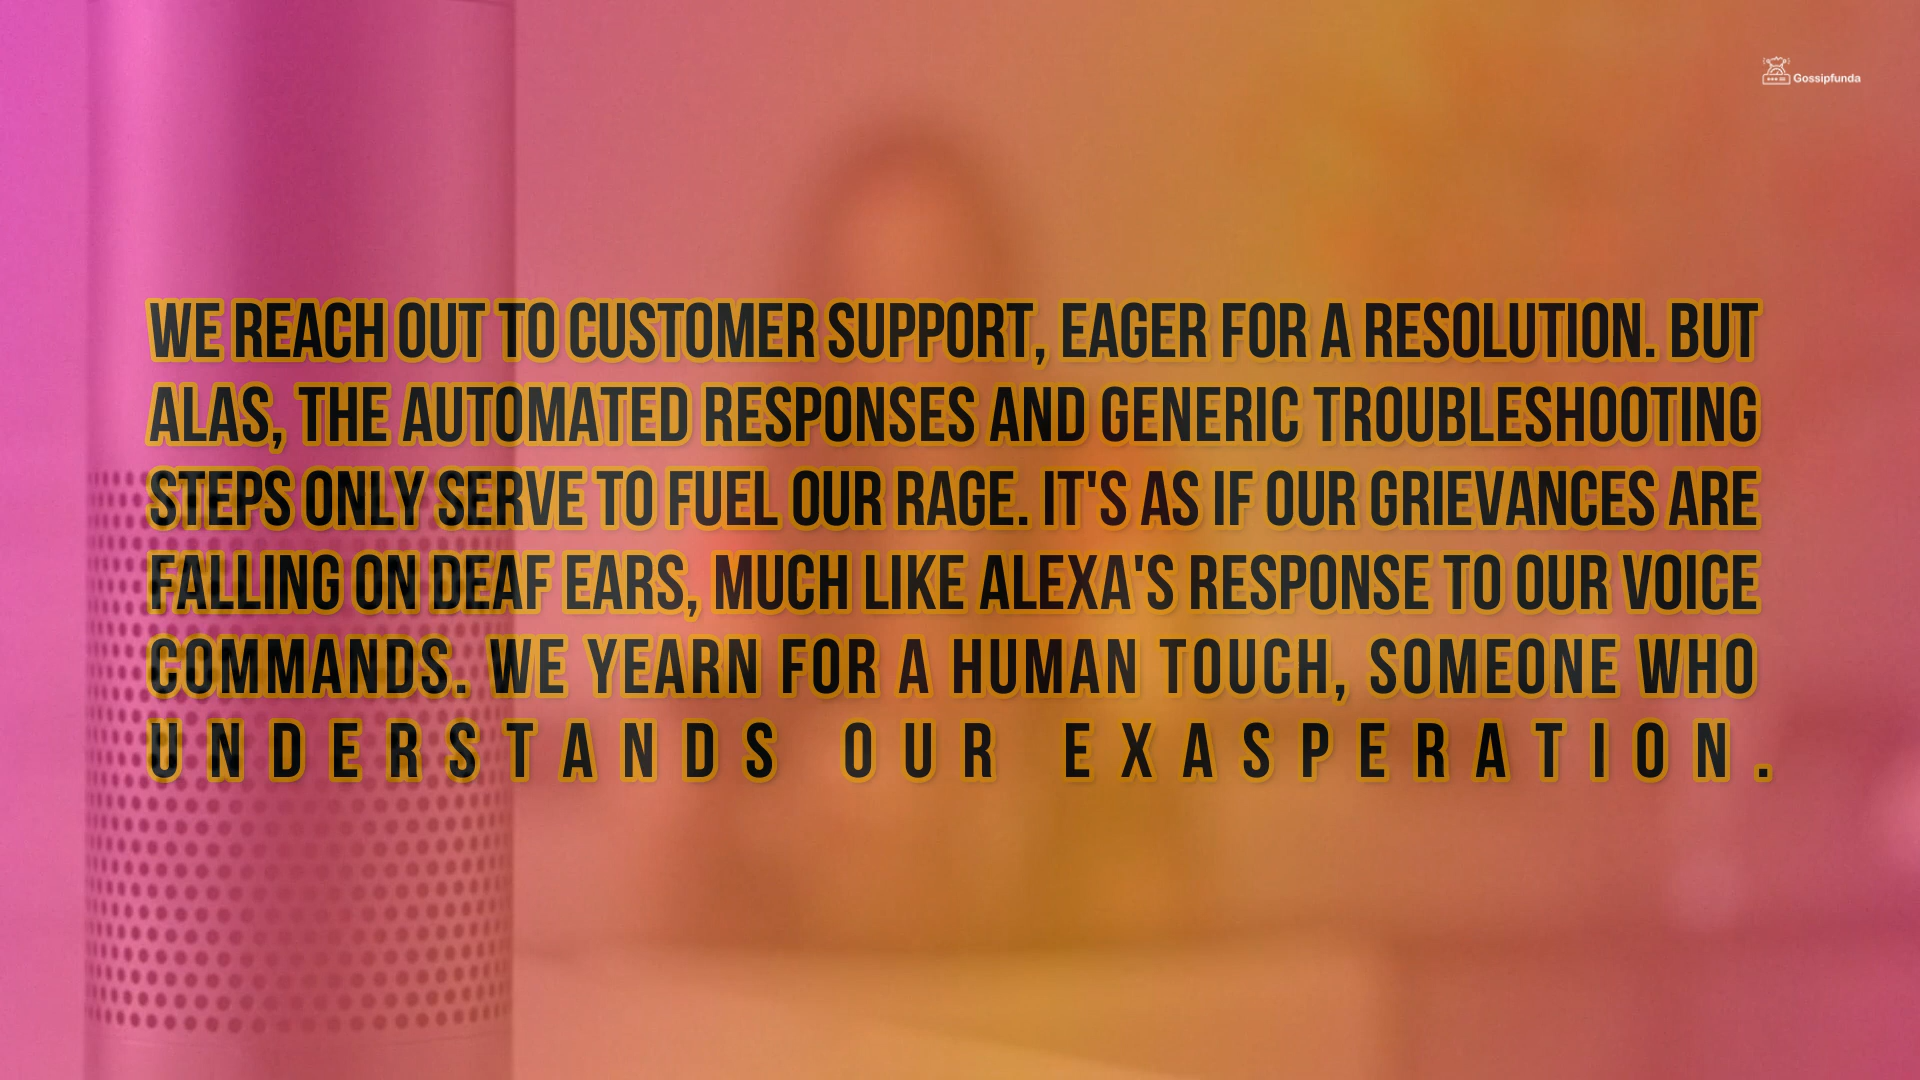 Gossipfunda
WE REACH OUT TO CUSTOMER SUPPORT, EAGER FOR A RESOLUTION. BUT
ALAS, THE AUTOMATED RESPONSES AND GENERIC TROUBLESHOOTING
STEPS ONLY SERVE TO FUEL OUR RAGE. IT'S AS IF OUR GRIEVANCES ARE
FALLING ON DEAF EARS, MUCH LIKE ALEXA'S RESPONSE TO OUR VOICE
COMMANDS. WE YEARN FOR A HUMAN TOUCH, SOMEONE WHO
UNDERSTANDS OUR EXASPERATION.